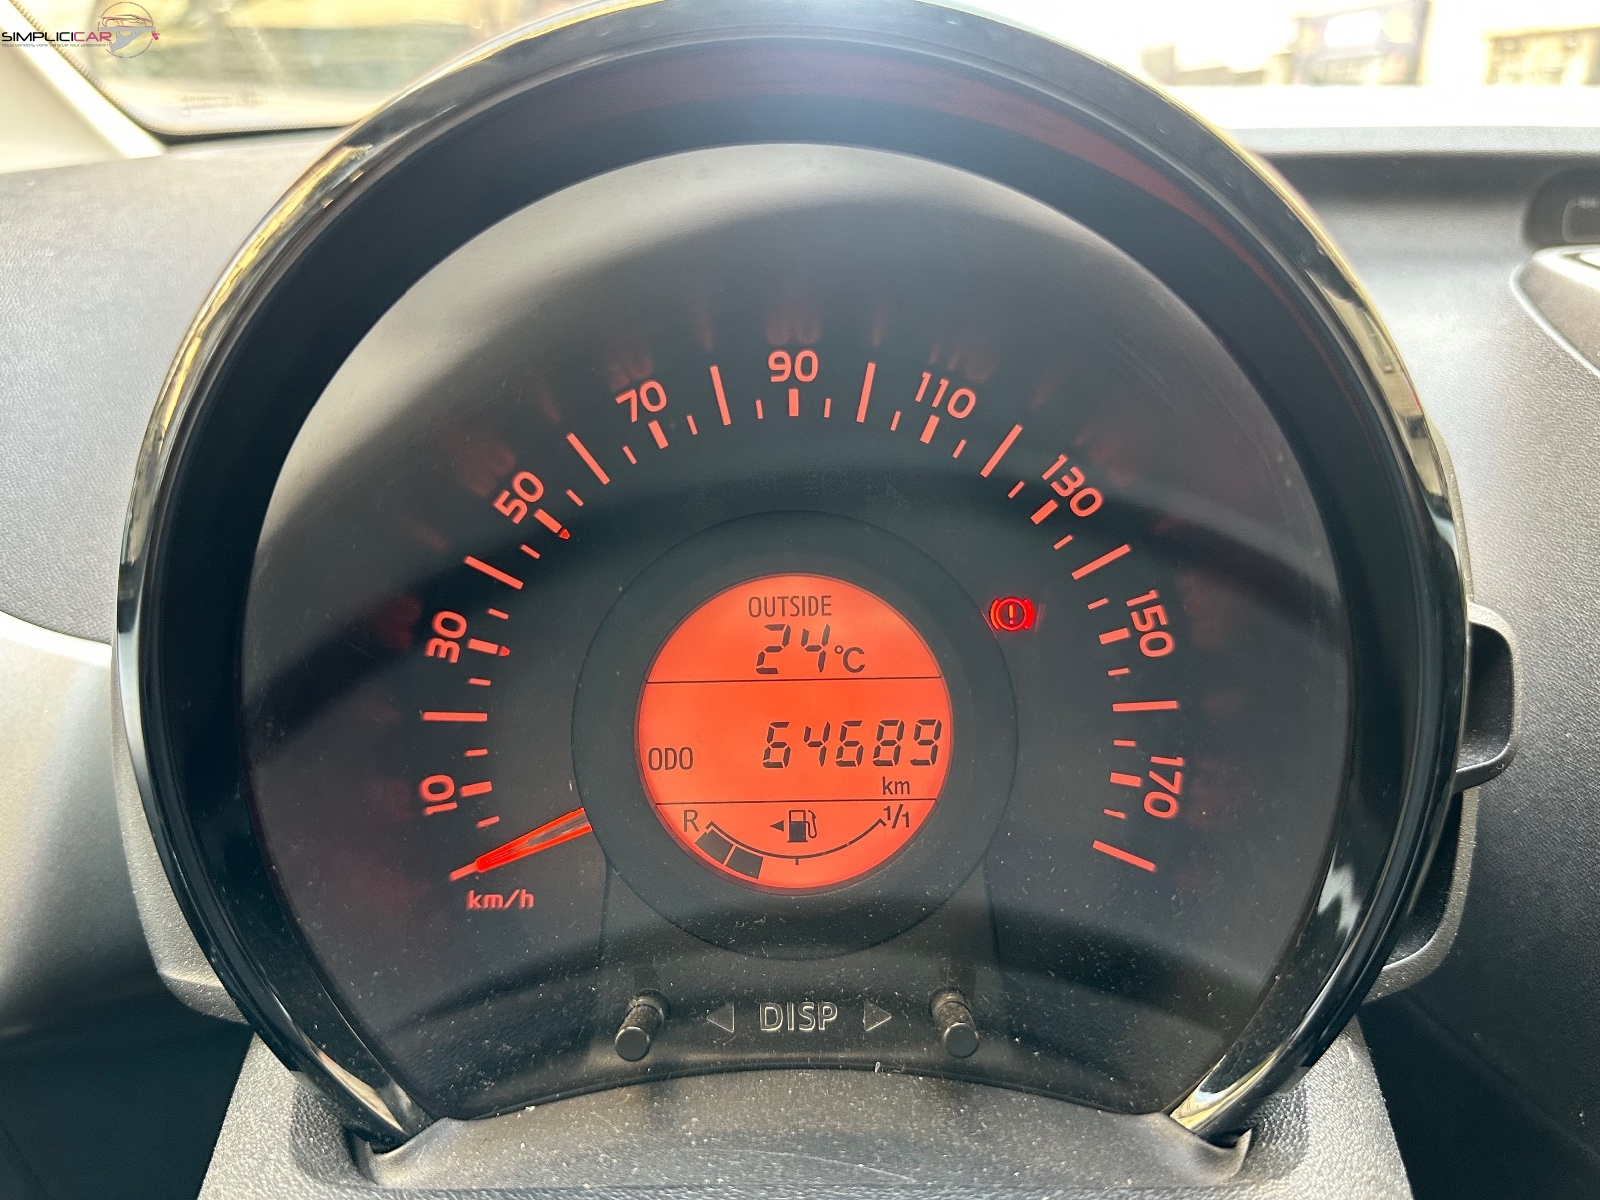 SIMPLICICAR
10
30
50
70
90
110
130
150
170
km/h
OUTSIDE
24°C
ODO 64689
km
R 1/1
DISP